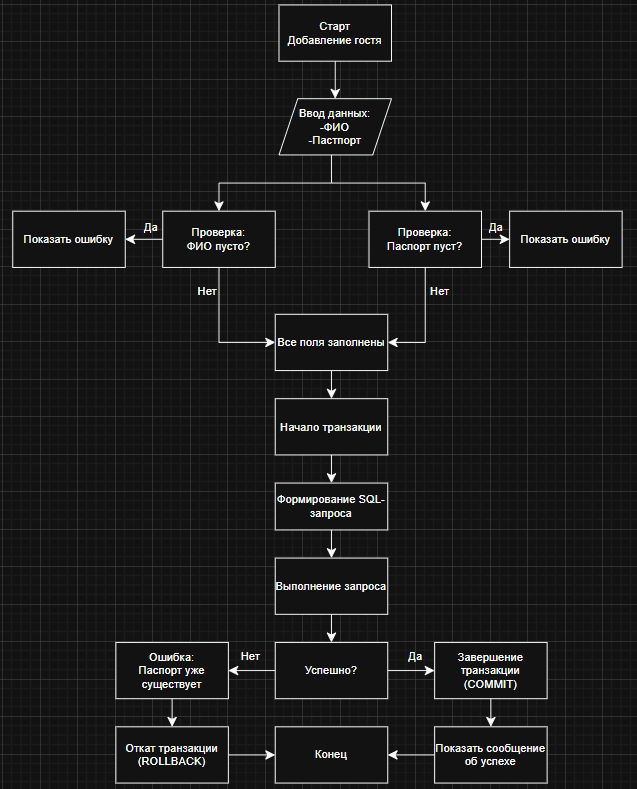 Старт
Добавление гостя
Ввод данных:
-ФИО
-Пастпорт
Показать ошибку
Да
Проверка:
ФИО пусто?
Проверка:
Паспорт пуст?
Да
Показать ошибку
Нет
Нет
Все поля заполнены
Начало транзакции
Формирование SQL-
запроса
Выполнение запроса
Ошибка:
Паспорт уже
существует
Нет
Успешно?
Да
Завершение
транзакции
(COMMIT)
Откат транзакции
(ROLLBACK)
Конец
Показать сообщение
об успехе